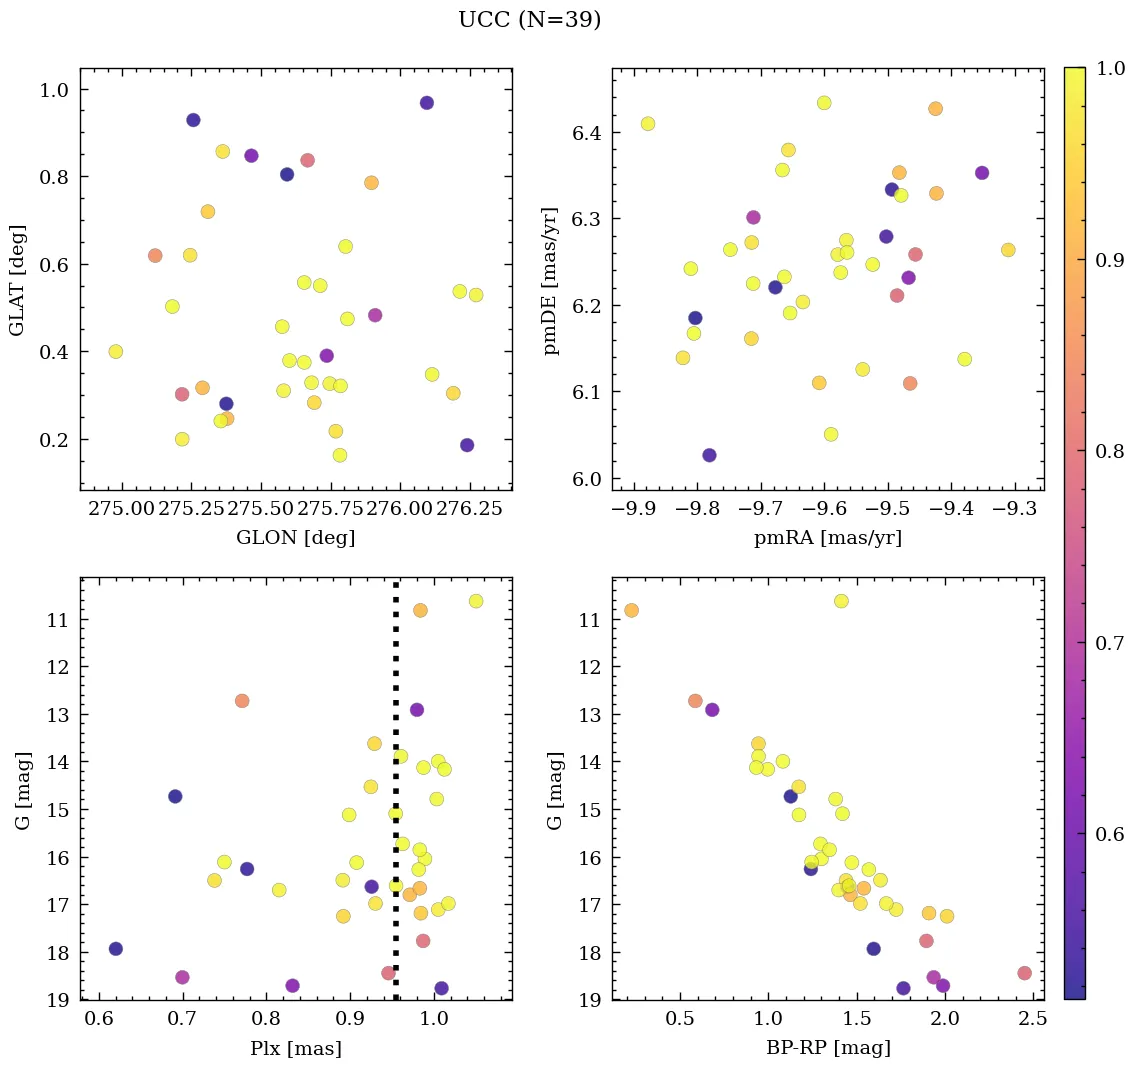 UCC (N=39)
1.0
0.8
0.6
0.4
0.2
GLAT [deg]
275.00 275.25 275.50 275.75 276.00 276.25
GLON [deg]
6.4
6.3
6.2
6.1
6.0
pmDE [mas/yr]
−9.9 −9.8 −9.7 −9.6 −9.5 −9.4 −9.3
pmRA [mas/yr]
1.0
0.9
0.8
0.7
0.6
11
12
13
14
15
16
17
18
19
G [mag]
0.6 0.7 0.8 0.9 1.0
Plx [mas]
11
12
13
14
15
16
17
18
19
G [mag]
0.5 1.0 1.5 2.0 2.5
BP-RP [mag]